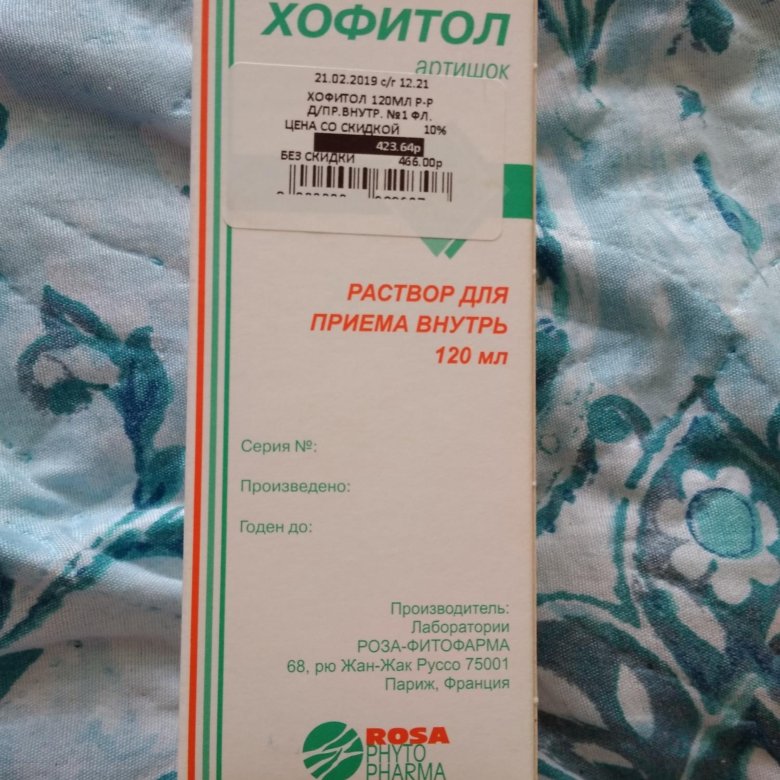 ХОФИТОЛ
артишок
21.02.2019 с/г 12.21
ХОФИТОЛ 120МЛ Р-Р
Д/ПР.ВНУТР. №1 ФЛ.
ЦЕНА СО СКИДКОЙ 10%
423.64р
БЕЗ СКИДКИ 466.00р
РАСТВОР ДЛЯ
ПРИЕМА ВНУТРЬ
120 мл
Серия №:
Произведено:
Годен до:
Производитель:
Лаборатории
РОЗА-ФИТОФАРМА
68, рю Жан-Жак Руссо 75001
Париж, Франция
ROSA
PHYTO
PHARMA